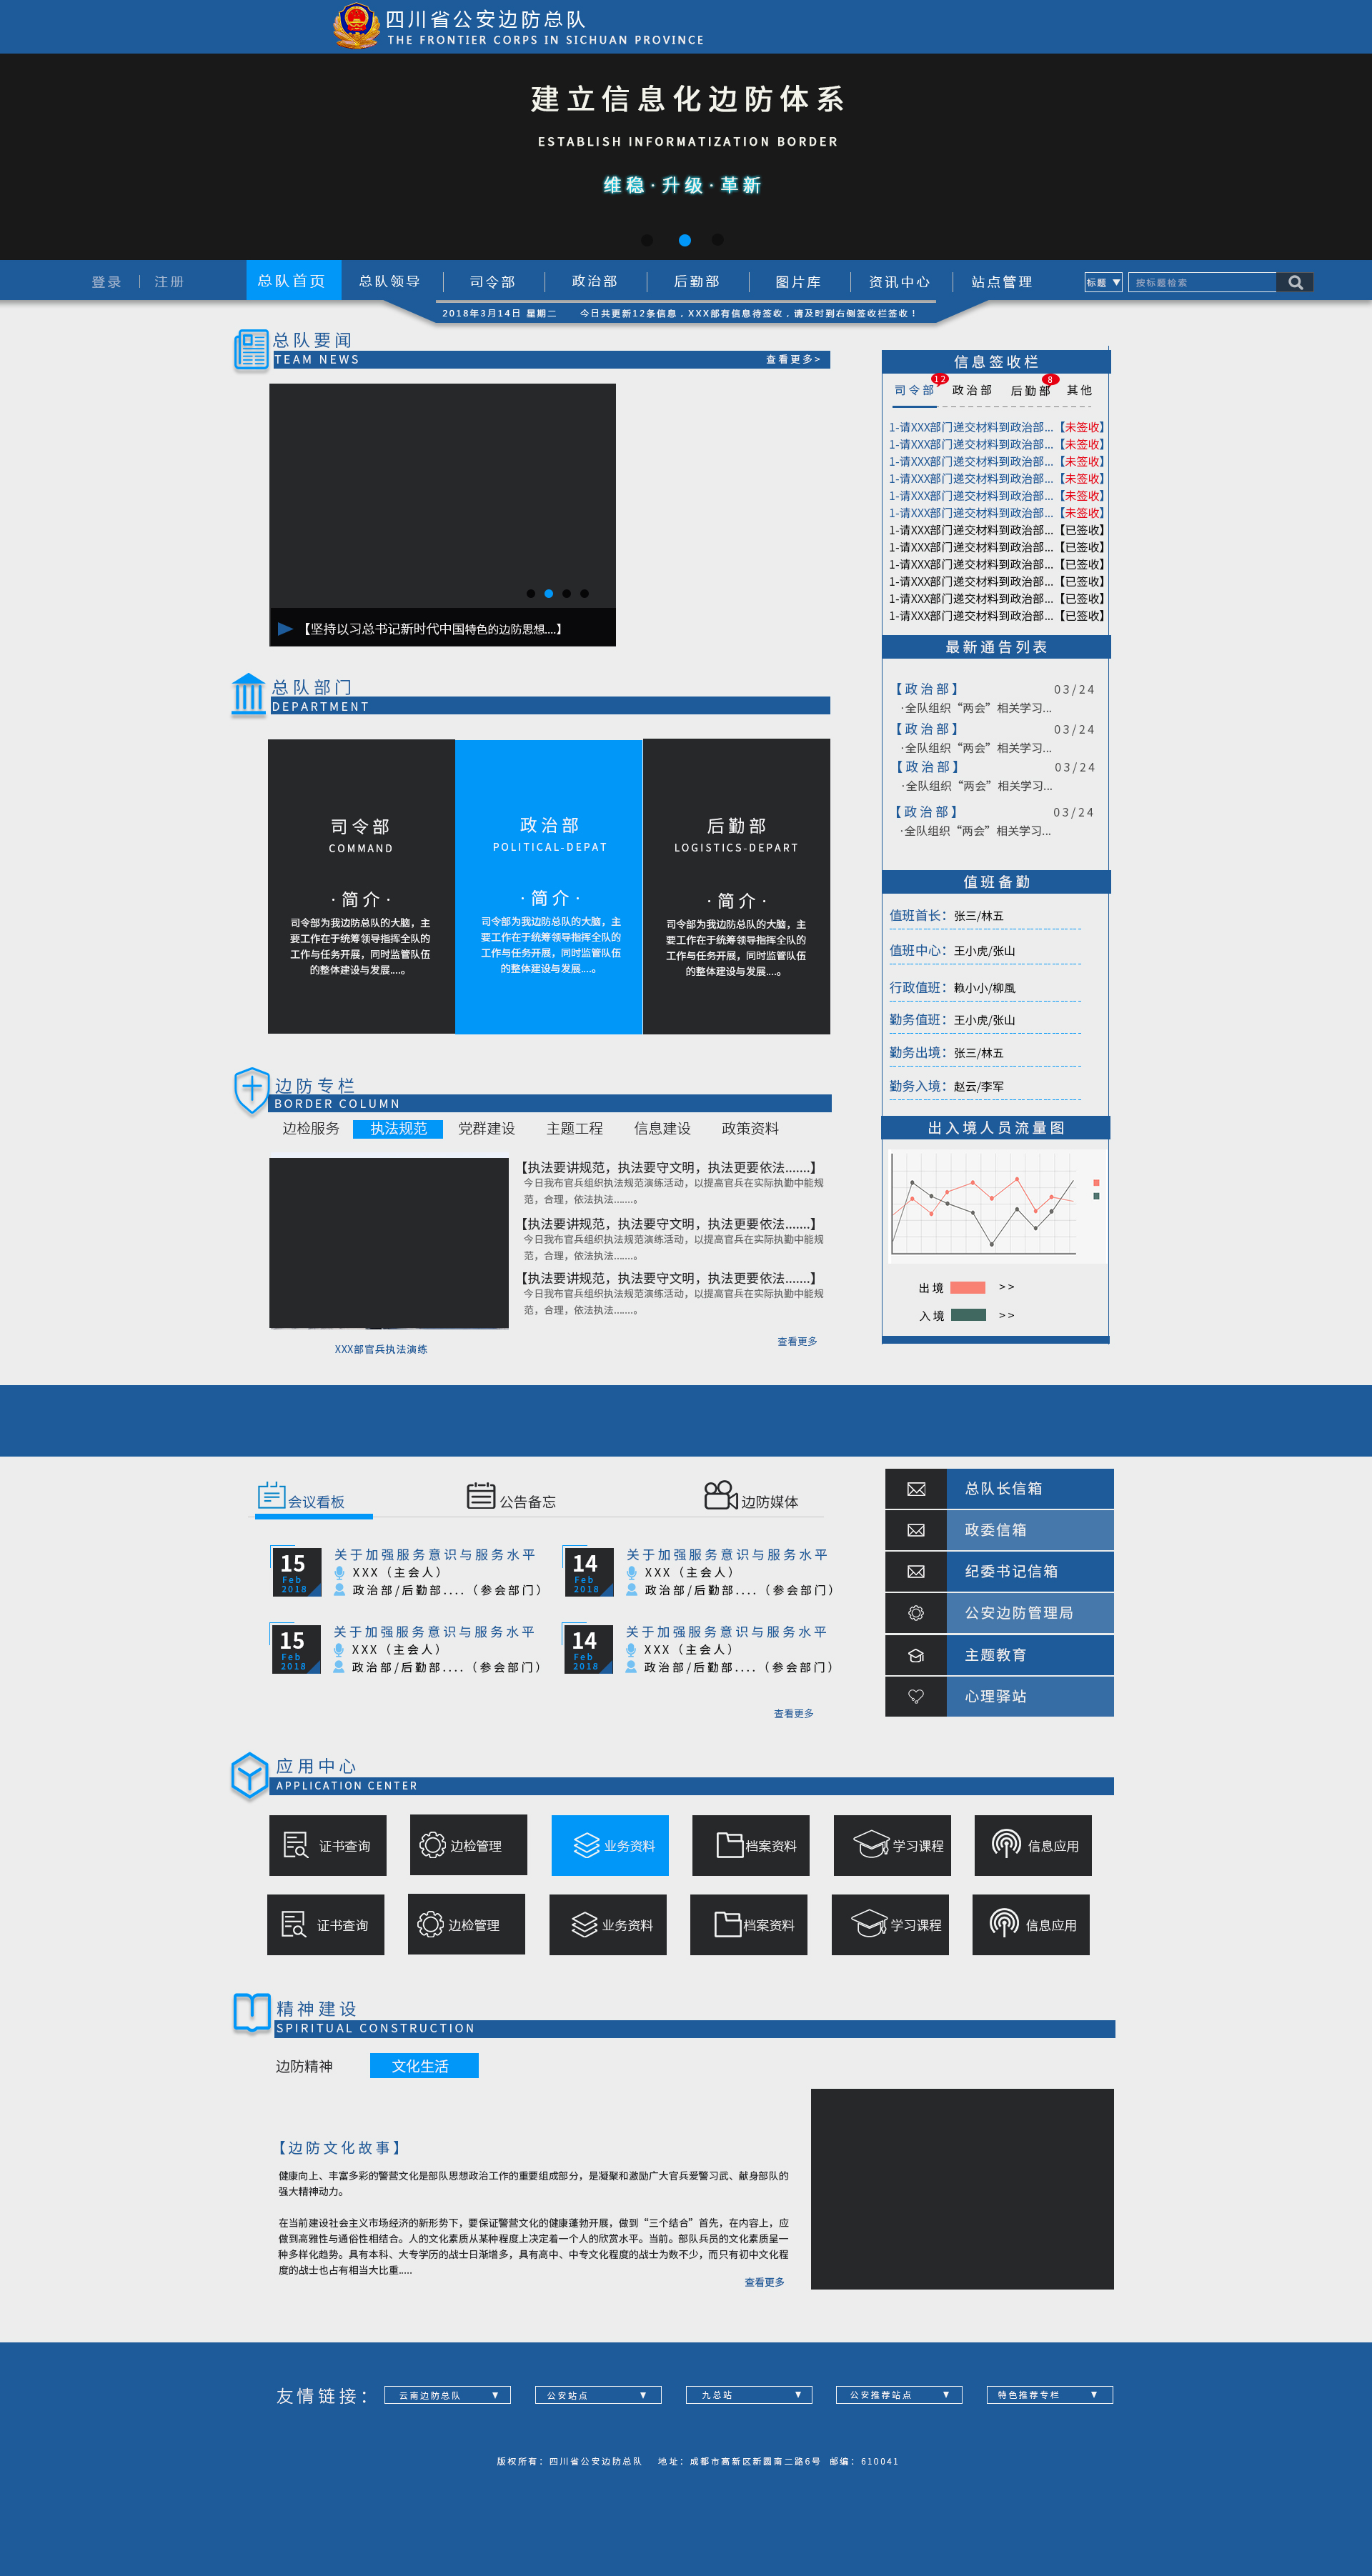 四川省公安边防总队
THE FRONTIER CORPS IN SICHUAN PROVINCE
建立信息化边防体系
ESTABLISH INFORMATIZATION BORDER
维稳·升级·革新
登录 注册 总队首页 总队领导 司令部 政治部 后勤部 图片库 资讯中心 站点管理 标题 ▼ 按标题检索
2018年3月14日 星期二 今日共更新12条信息，XXX部有信息待签收，请及时到右侧签收栏签收！
总队要闻
TEAM NEWS 查看更多>
【坚持以习总书记新时代中国特色的边防思想....】
总队部门
DEPARTMENT
司令部
COMMAND
·简介·
司令部为我边防总队的大脑，主
要工作在于统筹领导指挥全队的
工作与任务开展，同时监管队伍
的整体建设与发展....。
政治部
POLITICAL-DEPAT
·简介·
司令部为我边防总队的大脑，主
要工作在于统筹领导指挥全队的
工作与任务开展，同时监管队伍
的整体建设与发展....。
后勤部
LOGISTICS-DEPART
·简介·
司令部为我边防总队的大脑，主
要工作在于统筹领导指挥全队的
工作与任务开展，同时监管队伍
的整体建设与发展....。
边防专栏
BORDER COLUMN
边检服务 执法规范 党群建设 主题工程 信息建设 政策资料
XXX部官兵执法演练
【执法要讲规范，执法要守文明，执法更要依法.......】
今日我布官兵组织执法规范演练活动，以提高官兵在实际执勤中能规
范，合理，依法执法.......。
【执法要讲规范，执法要守文明，执法更要依法.......】
今日我布官兵组织执法规范演练活动，以提高官兵在实际执勤中能规
范，合理，依法执法.......。
【执法要讲规范，执法要守文明，执法更要依法.......】
今日我布官兵组织执法规范演练活动，以提高官兵在实际执勤中能规
范，合理，依法执法.......。
查看更多
信息签收栏
12 8
司令部 政治部 后勤部 其他
1-请XXX部门递交材料到政治部...【未签收】
1-请XXX部门递交材料到政治部...【未签收】
1-请XXX部门递交材料到政治部...【未签收】
1-请XXX部门递交材料到政治部...【未签收】
1-请XXX部门递交材料到政治部...【未签收】
1-请XXX部门递交材料到政治部...【未签收】
1-请XXX部门递交材料到政治部...【已签收】
1-请XXX部门递交材料到政治部...【已签收】
1-请XXX部门递交材料到政治部...【已签收】
1-请XXX部门递交材料到政治部...【已签收】
1-请XXX部门递交材料到政治部...【已签收】
1-请XXX部门递交材料到政治部...【已签收】
最新通告列表
【政治部】 03/24
·全队组织“两会”相关学习...
【政治部】 03/24
·全队组织“两会”相关学习...
【政治部】 03/24
·全队组织“两会”相关学习...
【政治部】 03/24
·全队组织“两会”相关学习...
值班备勤
值班首长：张三/林五
值班中心：王小虎/张山
行政值班：赖小小/柳風
勤务值班：王小虎/张山
勤务出境：张三/林五
勤务入境：赵云/李军
出入境人员流量图
出境 >>
入境 >>
会议看板 公告备忘 边防媒体
15
Feb
2018
关于加强服务意识与服务水平
XXX（主会人）
政治部/后勤部....（参会部门）
14
Feb
2018
关于加强服务意识与服务水平
XXX（主会人）
政治部/后勤部....（参会部门）
15
Feb
2018
关于加强服务意识与服务水平
XXX（主会人）
政治部/后勤部....（参会部门）
14
Feb
2018
关于加强服务意识与服务水平
XXX（主会人）
政治部/后勤部....（参会部门）
查看更多
总队长信箱
政委信箱
纪委书记信箱
公安边防管理局
主题教育
心理驿站
应用中心
APPLICATION CENTER
证书查询 边检管理 业务资料 档案资料 学习课程 信息应用
证书查询 边检管理 业务资料 档案资料 学习课程 信息应用
精神建设
SPIRITUAL CONSTRUCTION
边防精神 文化生活
【边防文化故事】
健康向上、丰富多彩的警营文化是部队思想政治工作的重要组成部分，是凝聚和激励广大官兵爱警习武、献身部队的
强大精神动力。
在当前建设社会主义市场经济的新形势下，要保证警营文化的健康蓬勃开展，做到“三个结合”首先，在内容上，应
做到高雅性与通俗性相结合。人的文化素质从某种程度上决定着一个人的欣赏水平。当前。部队兵员的文化素质呈一
种多样化趋势。具有本科、大专学历的战士日渐增多，具有高中、中专文化程度的战士为数不少，而只有初中文化程
度的战士也占有相当大比重.....
查看更多
友情链接： 云南边防总队 ▼ 公安站点 ▼ 九总站 ▼ 公安推荐站点 ▼ 特色推荐专栏 ▼
版权所有：四川省公安边防总队 地址：成都市高新区新圆南二路6号 邮编：610041